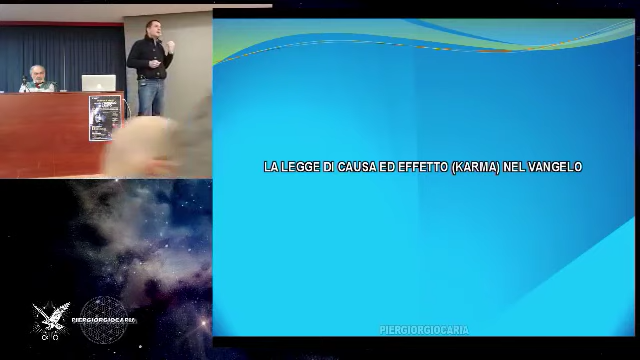 LA LEGGE DI CAUSA ED EFFETTO (KARMA) NEL VANGELO
PIERGIORGIOCARIA
PIERGIORGIOCARIA